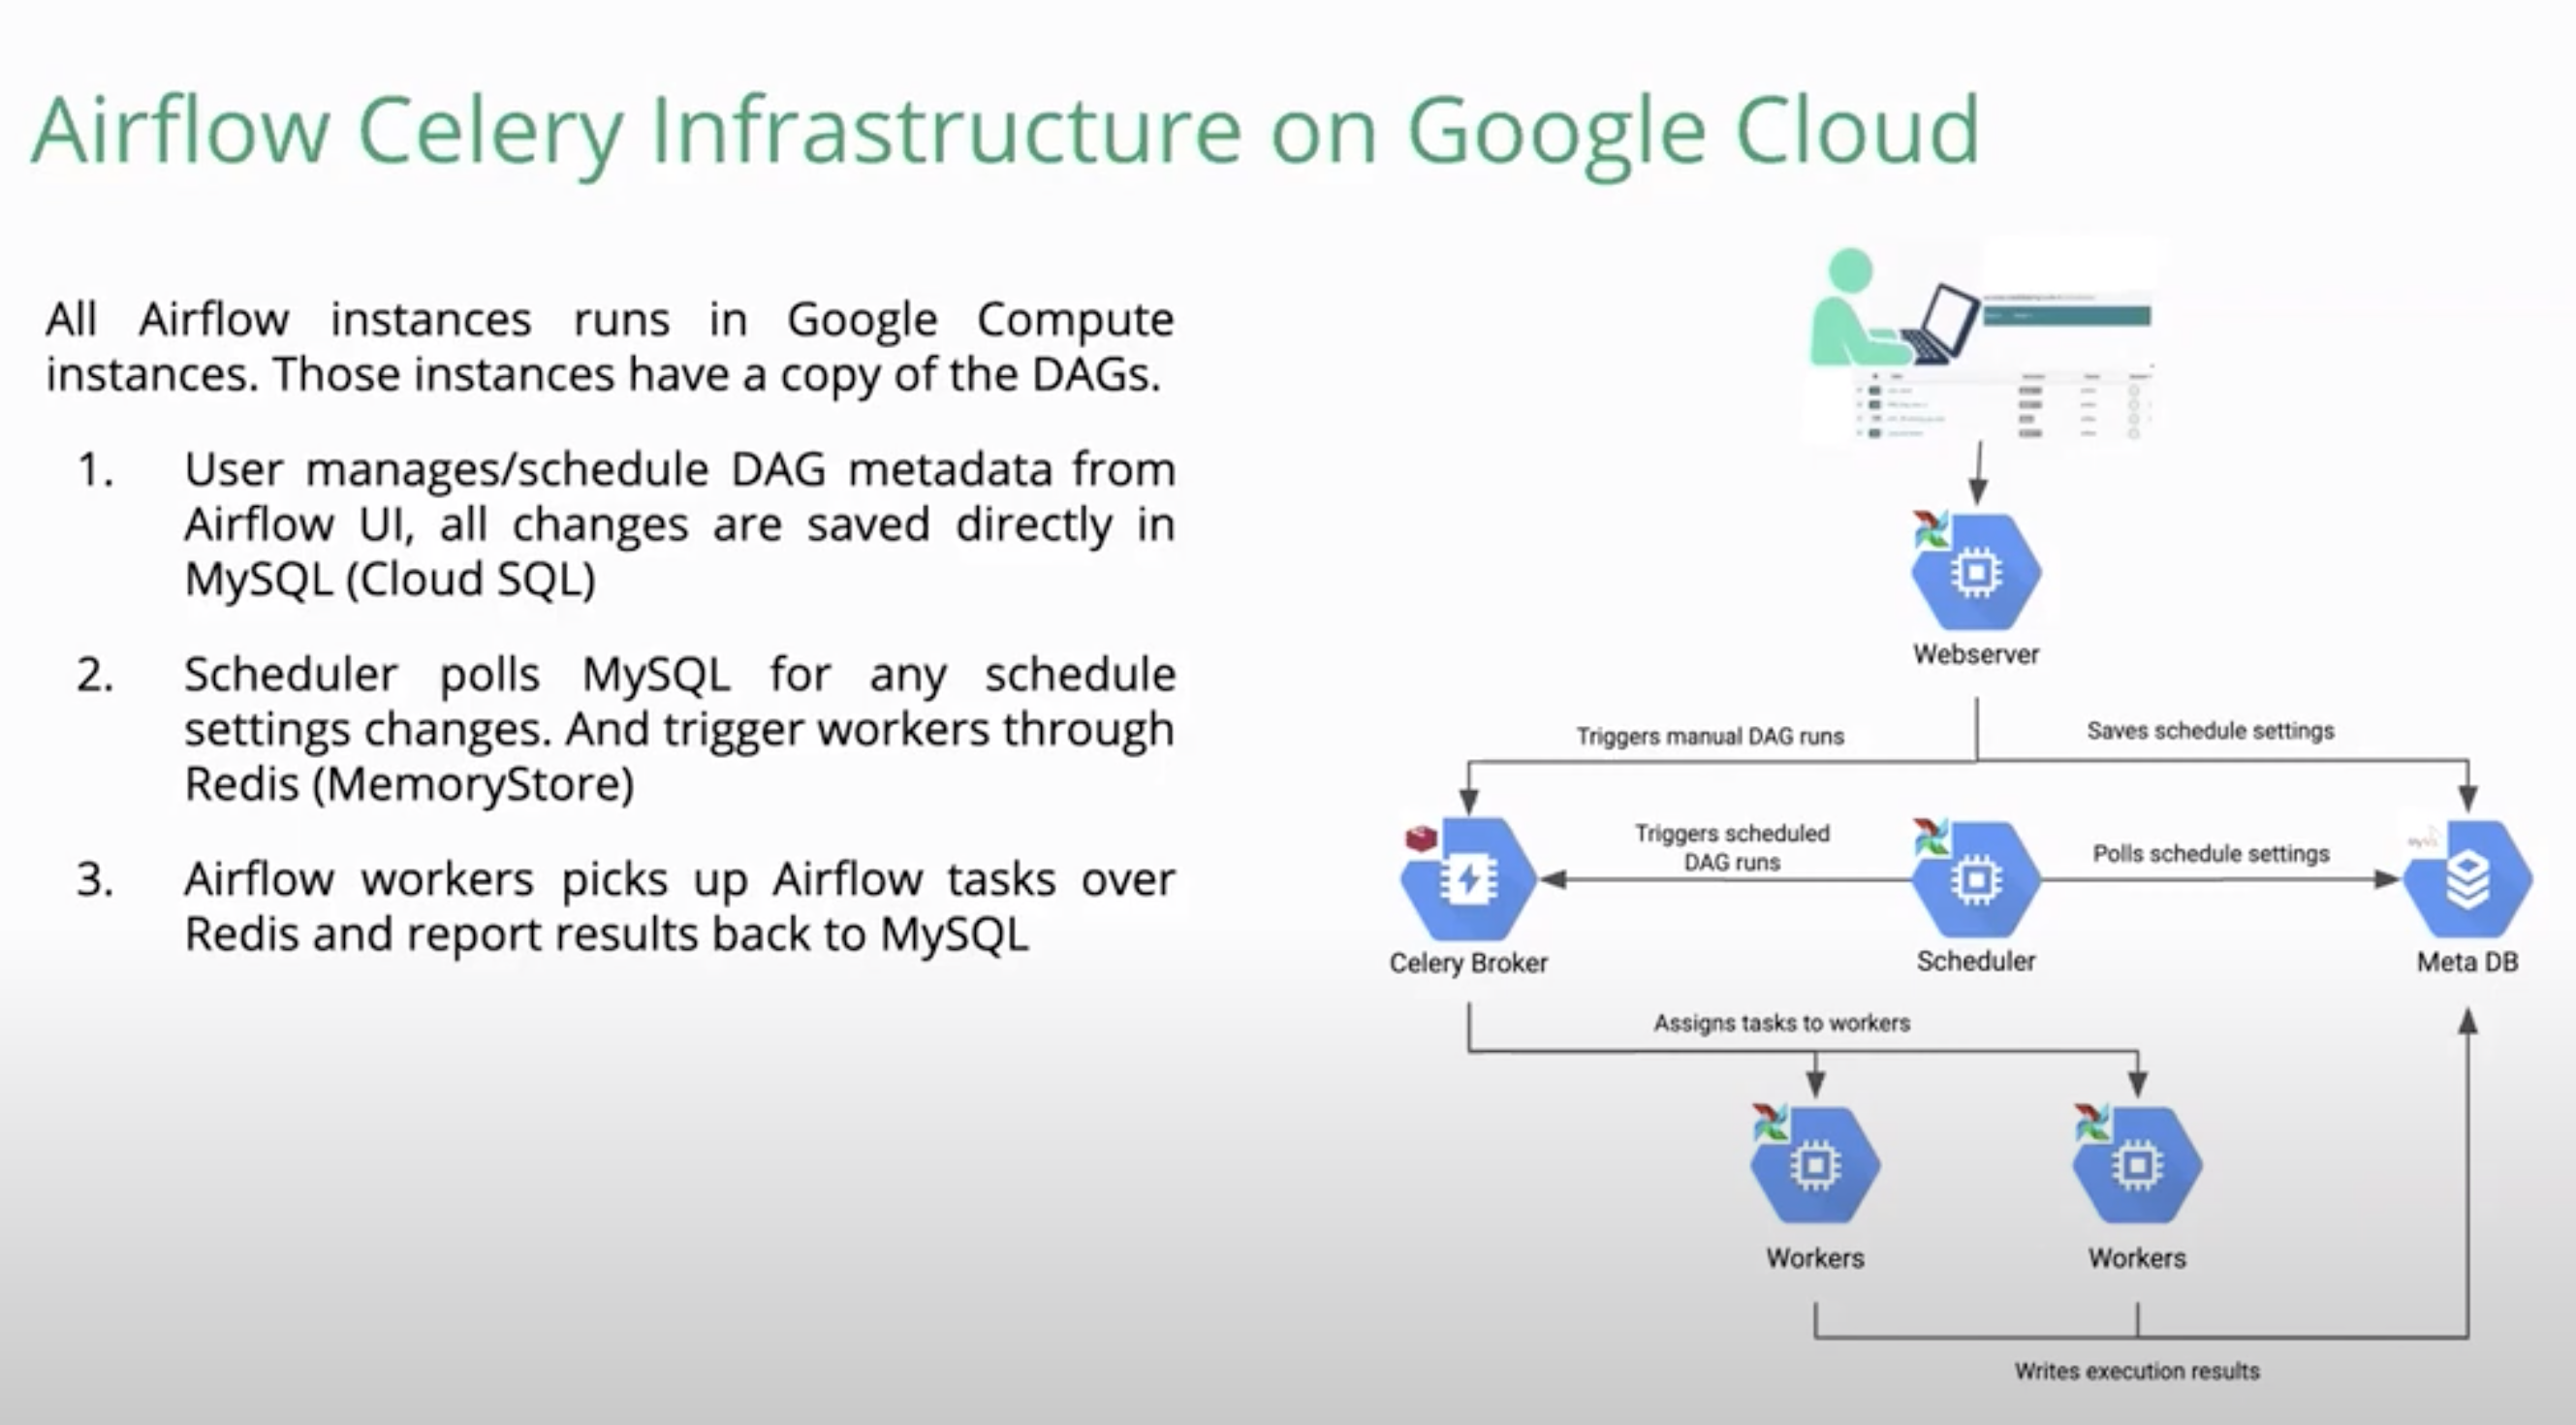 Airflow Celery Infrastructure on Google Cloud
All Airflow instances runs in Google Compute
instances. Those instances have a copy of the DAGs.
1. User manages/schedule DAG metadata from
Airflow UI, all changes are saved directly in
MySQL (Cloud SQL)
2. Scheduler polls MySQL for any schedule
settings changes. And trigger workers through
Redis (MemoryStore)
3. Airflow workers picks up Airflow tasks over
Redis and report results back to MySQL
Webserver
Triggers manual DAG runs
Saves schedule settings
Triggers scheduled
DAG runs
Polls schedule settings
Celery Broker
Scheduler
Meta DB
Assigns tasks to workers
Workers
Workers
Writes execution results